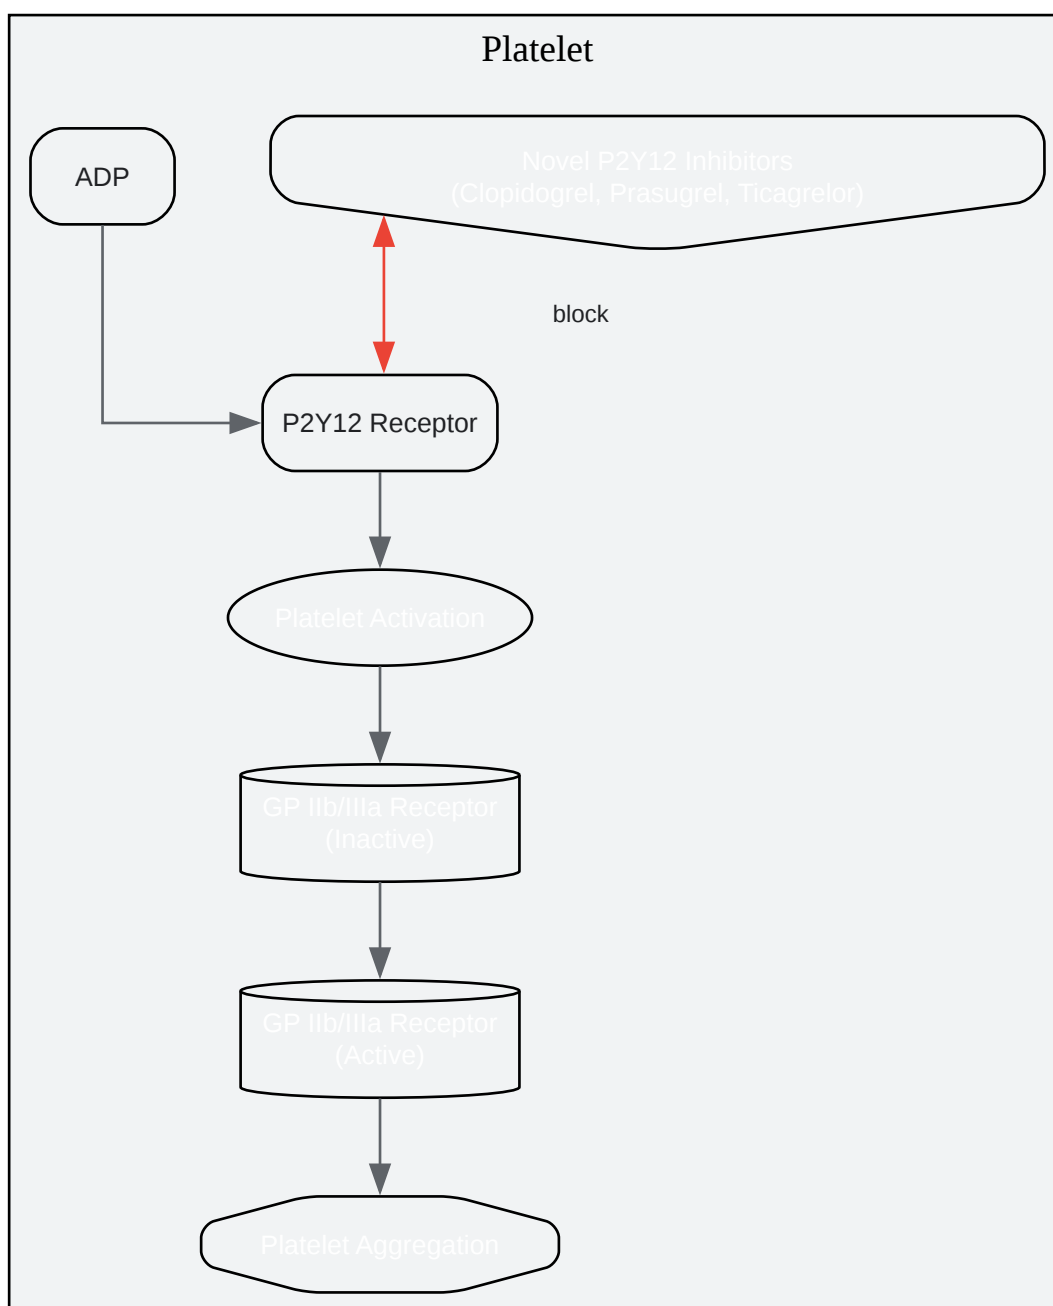 Platelet
ADP
Novel P2Y12 Inhibitors
(Clopidogrel, Prasugrel, Ticagrelor)
block
P2Y12 Receptor
Platelet Activation
GP IIb/IIIa Receptor
(Inactive)
GP IIb/IIIa Receptor
(Active)
Platelet Aggregation